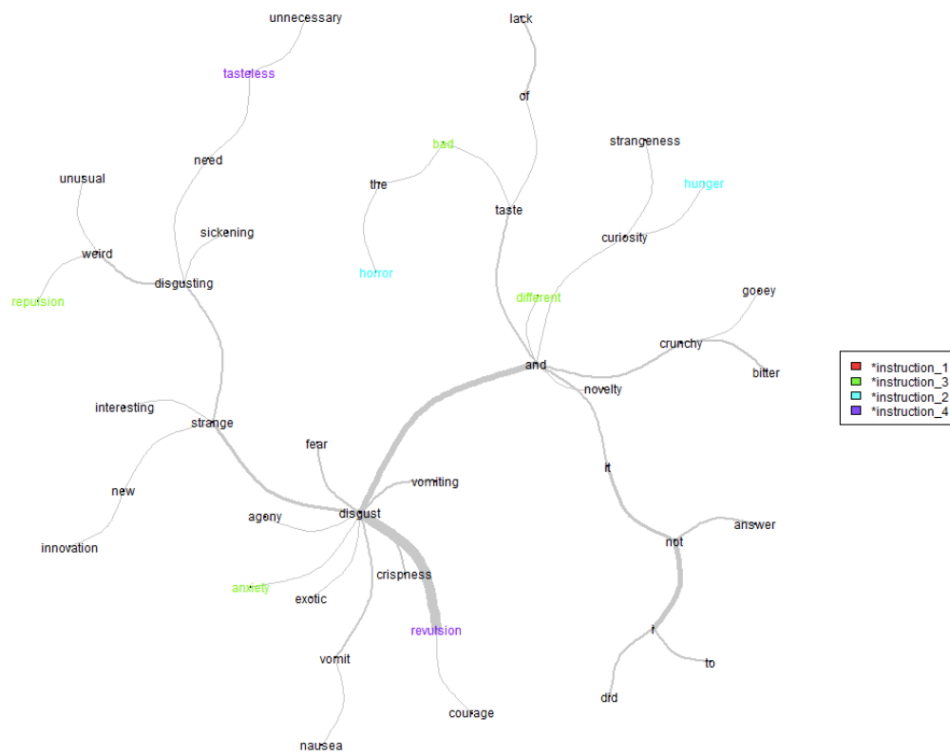 unnecessary
lack
tasteless
of
strangeness
bad
need
unusual
the
hunger
taste
sickening
curiosity
weird
horror
disgusting
gooey
repulsion
different
crunchy
and
*instruction_1
bitter
*instruction_3
novelty
*instruction_2
interesting
*instruction_4
strange
fear
it
vomiting
new
disgust
agony
answer
not
innovation
crispness
anxiety
exotic
revulsion
i
vomit
to
did
courage
nausea